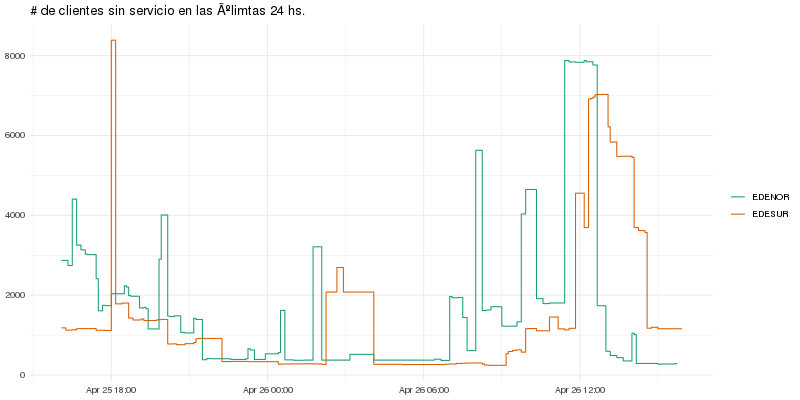 # de clientes sin servicio en las Ãºlimtas 24 hs.
8000
6000
4000
2000
0
Apr 25 18:00
Apr 26 00:00
Apr 26 06:00
Apr 26 12:00
EDENOR
EDESUR